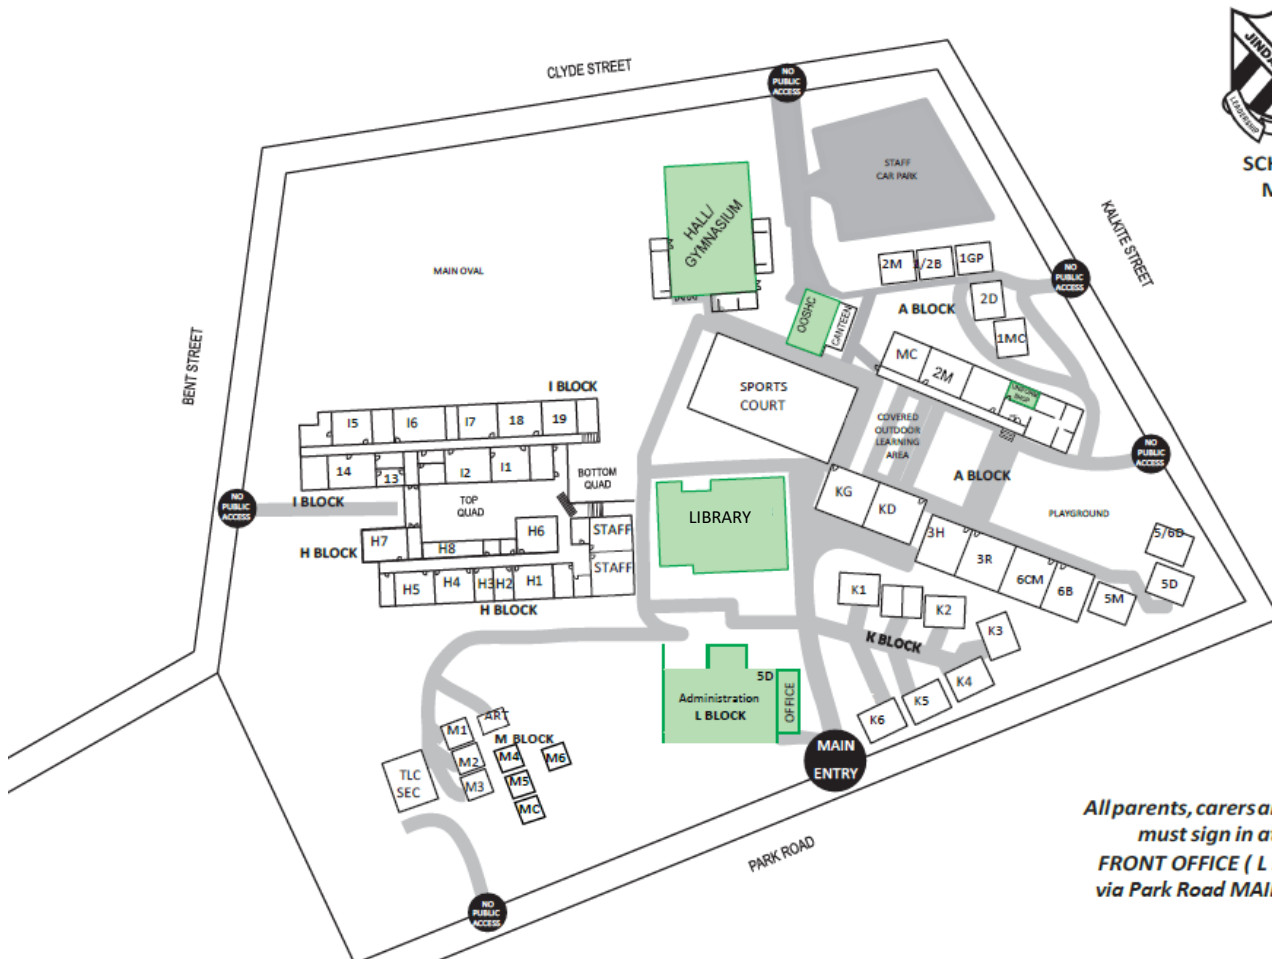 CLYDE STREET
NO
PUBLIC
ACCESS
JINDA
LEADERSHIP
SCH
M
STAFF
CAR PARK
KALKITE STREET
HALL/
GYMNASIUM
MAIN OVAL
2M
1/2B
1GP
NO
PUBLIC
ACCESS
2D
A BLOCK
1MC
OOSHC
CANTEEN
BENT STREET
MC
2M
UNIFORM
SHOP
SPORTS
COURT
I BLOCK
I5
I6
I7
18
19
COVERED
OUTDOOR
LEARNING
AREA
14
13
I2
I1
BOTTOM
QUAD
NO
PUBLIC
ACCESS
A BLOCK
NO
PUBLIC
ACCESS
I BLOCK
TOP
QUAD
KG
KD
PLAYGROUND
LIBRARY
H BLOCK
H7
H8
H6
STAFF
STAFF
3H
3R
6CM
6B
5M
5/6D
5D
H5
H4
H3
H2
H1
H BLOCK
K1
K2
K3
K BLOCK
K4
K5
K6
5D
Administration
L BLOCK
OFFICE
ART
M1
M BLOCK
M2
M4
M6
M3
M5
MC
TLC
SEC
MAIN
ENTRY
PARK ROAD
NO
PUBLIC
ACCESS
All parents, carers a
must sign in a
FRONT OFFICE ( L
via Park Road MAI